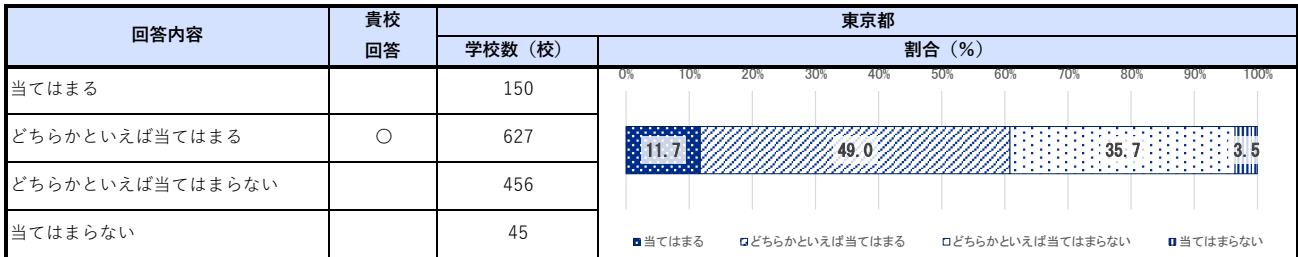 回答内容 貴校回答 東京都
学校数（校） 割合（%）
0% 10% 20% 30% 40% 50% 60% 70% 80% 90% 100%
当てはまる 150
どちらかといえば当てはまる ○ 627
11.7 49.0 35.7 3.5
どちらかといえば当てはまらない 456
当てはまらない 45
当てはまる どちらかといえば当てはまる どちらかといえば当てはまらない 当てはまらない